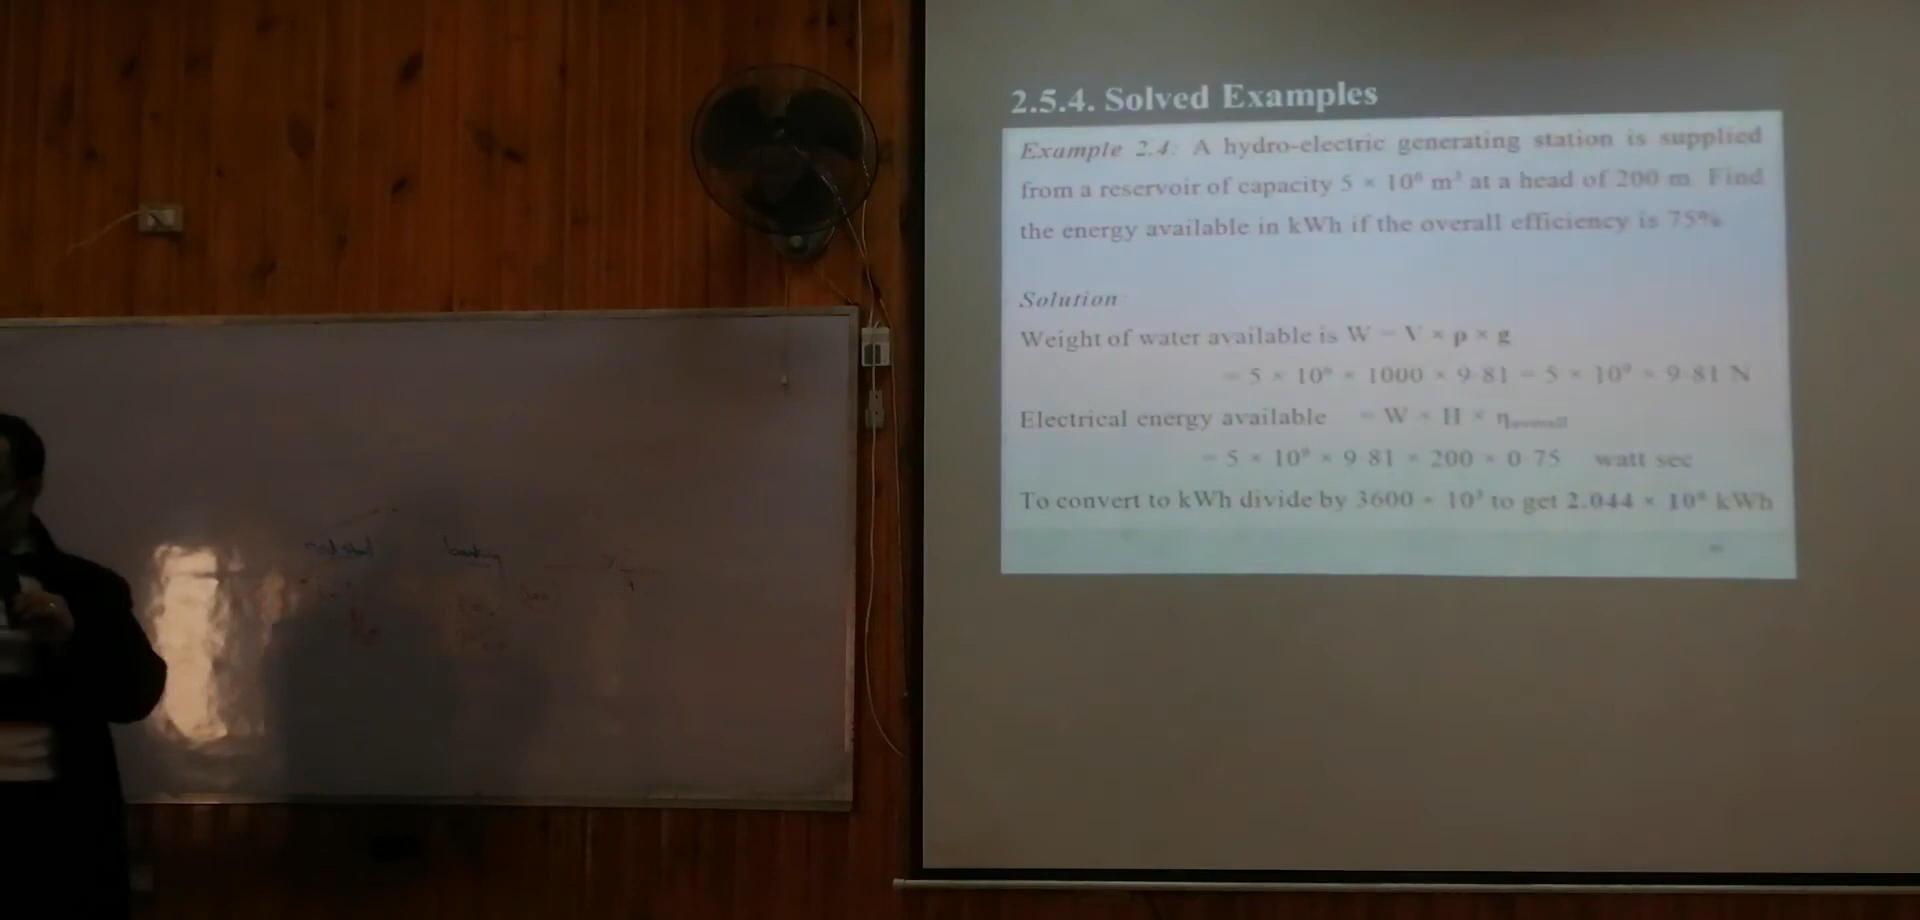 2.5.4. Solved Examples
Example 2.4: A hydro-electric generating station is supplied
from a reservoir of capacity 5 × 10⁶ m³ at a head of 200 m. Find
the energy available in kWh if the overall efficiency is 75%.
Solution
Weight of water available is W = V × ρ × g
= 5 × 10⁶ × 1000 × 9.81 = 5 × 10⁹ × 9.81 N
Electrical energy available = W × H × η overall
= 5 × 10⁹ × 9.81 × 200 × 0.75 watt sec
To convert to kWh divide by 3600 × 10³ to get 2.044 × 10⁶ kWh